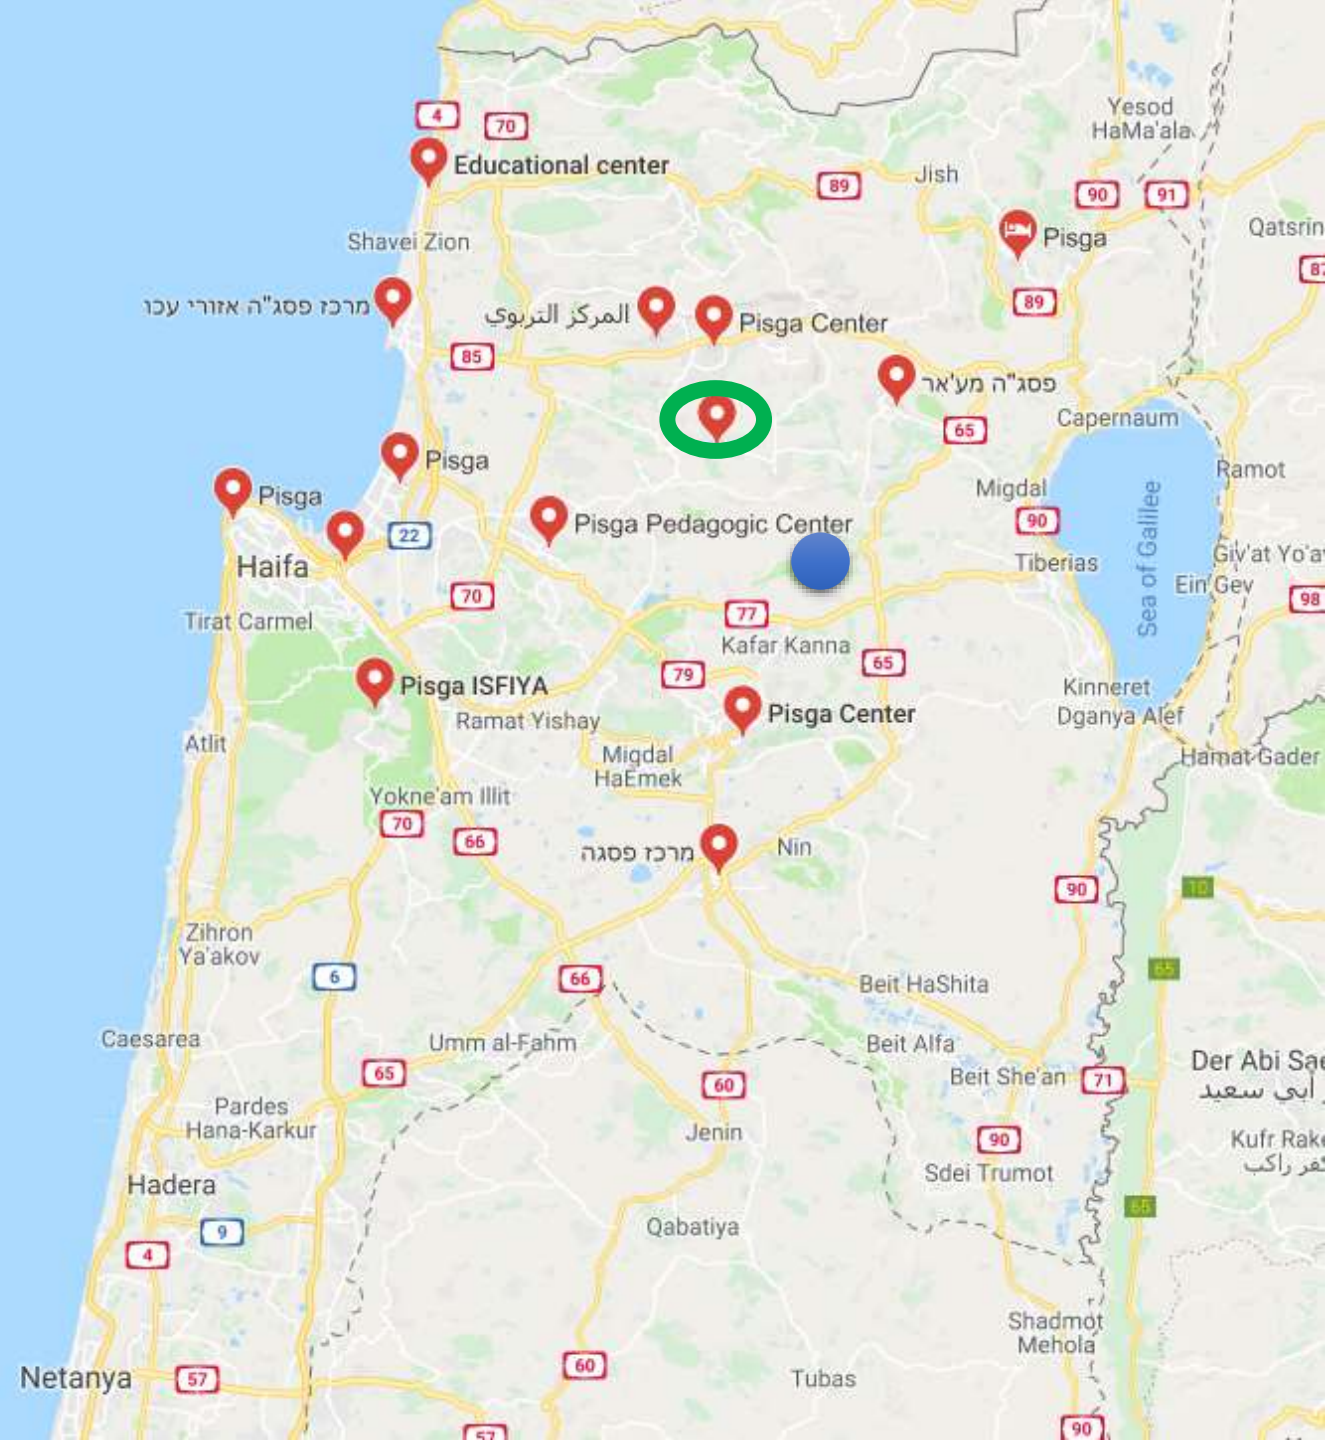 4
70
Educational center
89
Jish
Yesod
HaMa'ala
90
91
Shavei Zion
Pisga
Qatsrin
87
89
מרכז פסג"ה אזורי עכו
المركز التربوي
Pisga Center
85
פסג"ה מע'אר
65
Capernaum
Pisga
Ramot
Migdal
Pisga
Pisga Pedagogic Center
90
22
Sea of Galilee
Haifa
Tiberias
Giv'at Yo'a
Ein Gev
70
98
77
Tirat Carmel
Kafar Kanna
65
79
Pisga ISFIYA
Kinneret
Pisga Center
Dganya Alef
Ramat Yishay
Atlit
Migdal
HaEmek
Hamat Gader
Yokne'am Illit
70
66
מרכז פסגה
Nin
90
10
Zihron
Ya'akov
6
66
65
Beit HaShita
Caesarea
Umm al-Fahm
Beit Alfa
65
60
Beit She'an
71
Der Abi Sae
أبي سعيد
Pardes
Hana-Karkur
Jenin
90
Kufr Rake
كفر راكب
Sdei Trumot
Hadera
65
9
Qabatiya
4
Shadmot
Mehola
Netanya
57
60
Tubas
57
90